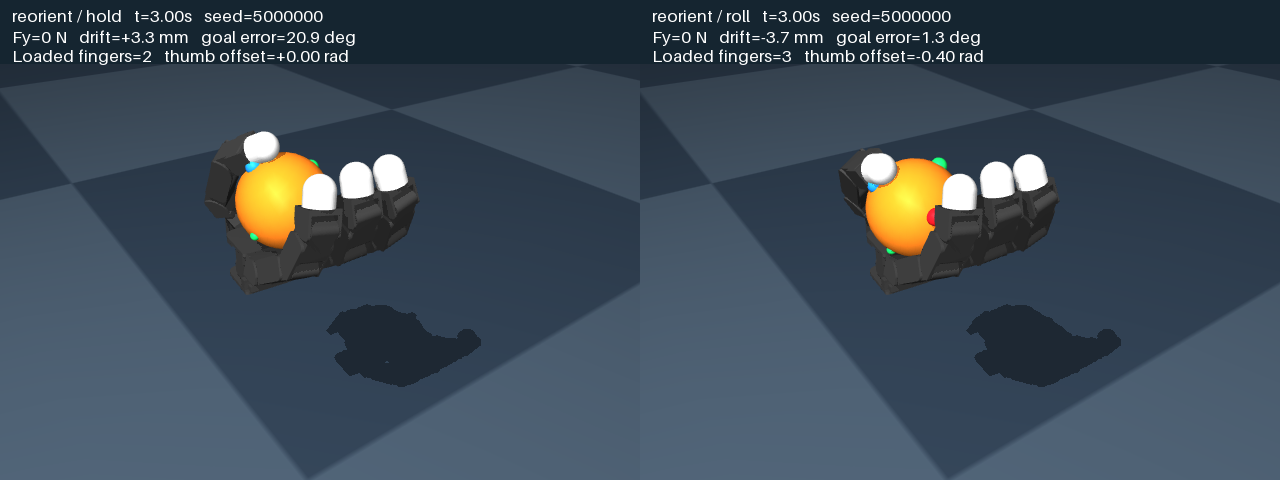 reorient / hold   t=3.00s   seed=5000000
Fy=0 N   drift=+3.3 mm   goal error=20.9 deg
Loaded fingers=2   thumb offset=+0.00 rad
reorient / roll   t=3.00s   seed=5000000
Fy=0 N   drift=-3.7 mm   goal error=1.3 deg
Loaded fingers=3   thumb offset=-0.40 rad